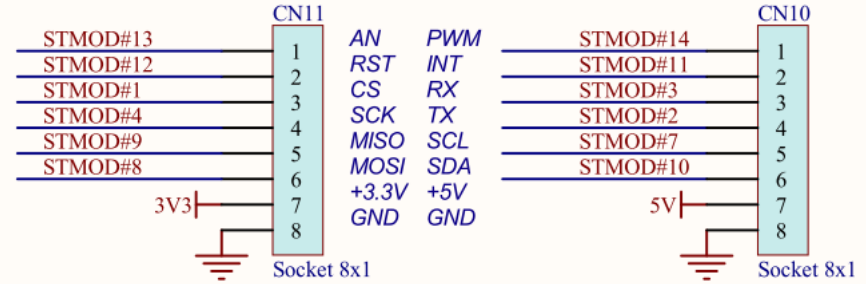 CN11 CN10
STMOD#13 1 AN PWM STMOD#14 1
STMOD#12 2 RST INT STMOD#11 2
STMOD#1 3 CS RX STMOD#3 3
STMOD#4 4 SCK TX STMOD#2 4
STMOD#9 5 MISO SCL STMOD#7 5
STMOD#8 6 MOSI SDA STMOD#10 6
3V3 7 +3.3V +5V 5V 7
8 GND GND 8
Socket 8x1 Socket 8x1